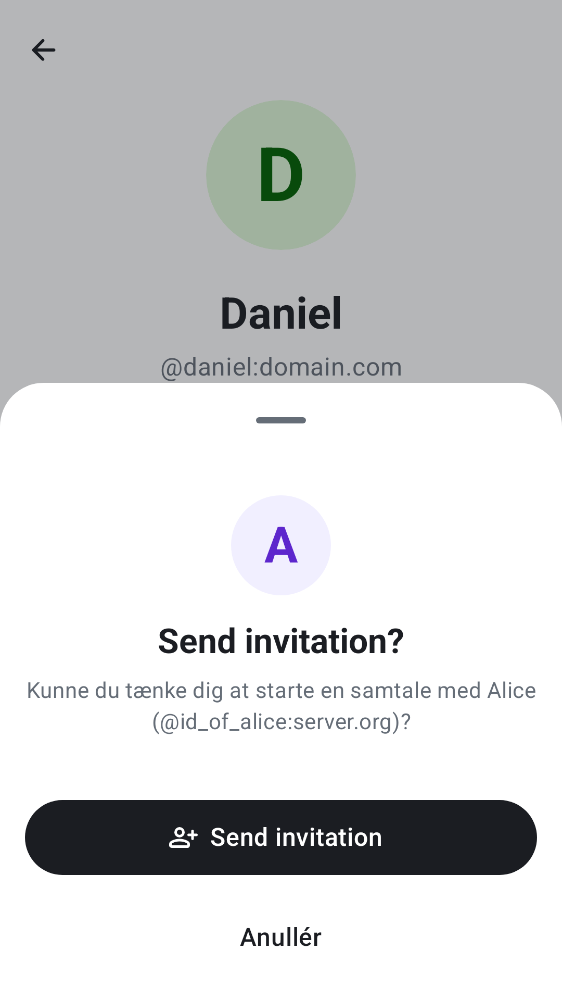 D
Daniel
@daniel:domain.com
A
Send invitation?
Kunne du tænke dig at starte en samtale med Alice
(@id_of_alice:server.org)?
Send invitation
Anullér